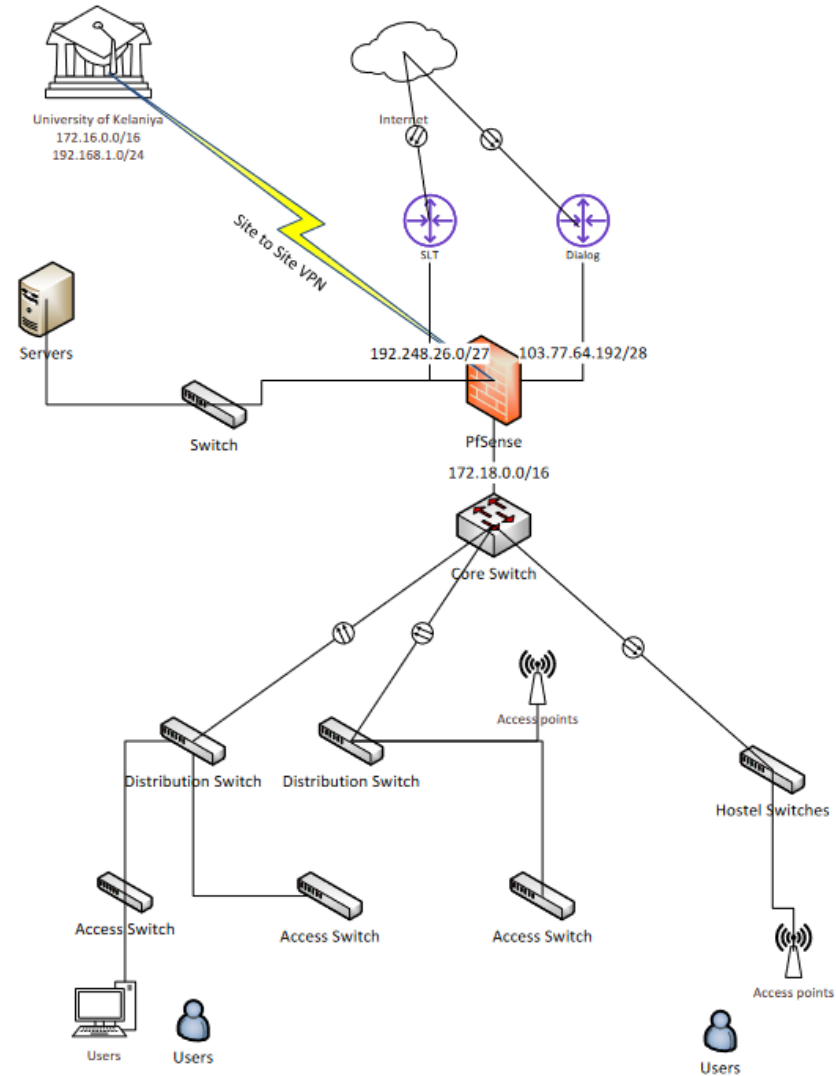 University of Kelaniya
172.16.0.0/16
192.168.1.0/24
Internet
Site to Site VPN
SLT
Dialog
Servers
192.248.26.0/27
103.77.64.192/28
Switch
PfSense
172.18.0.0/16
Core Switch
Access points
Distribution Switch
Distribution Switch
Hostel Switches
Access Switch
Access Switch
Access Switch
Access points
Users
Users
Users